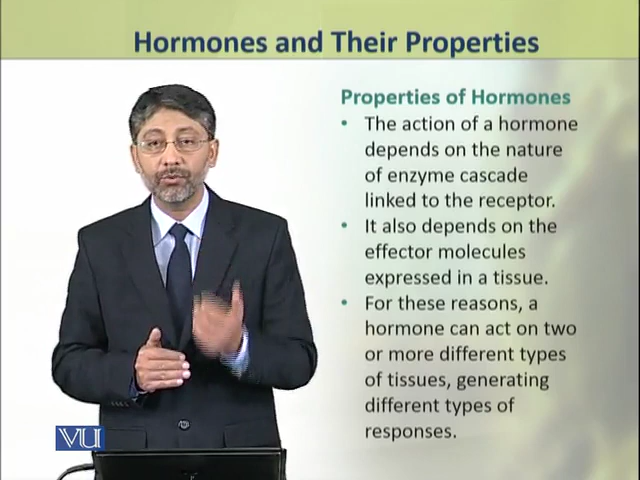 Hormones and Their Properties
Properties of Hormones
• The action of a hormone
depends on the nature
of enzyme cascade
linked to the receptor.
• It also depends on the
effector molecules
expressed in a tissue.
• For these reasons, a
hormone can act on two
or more different types
of tissues, generating
different types of
responses.
VU